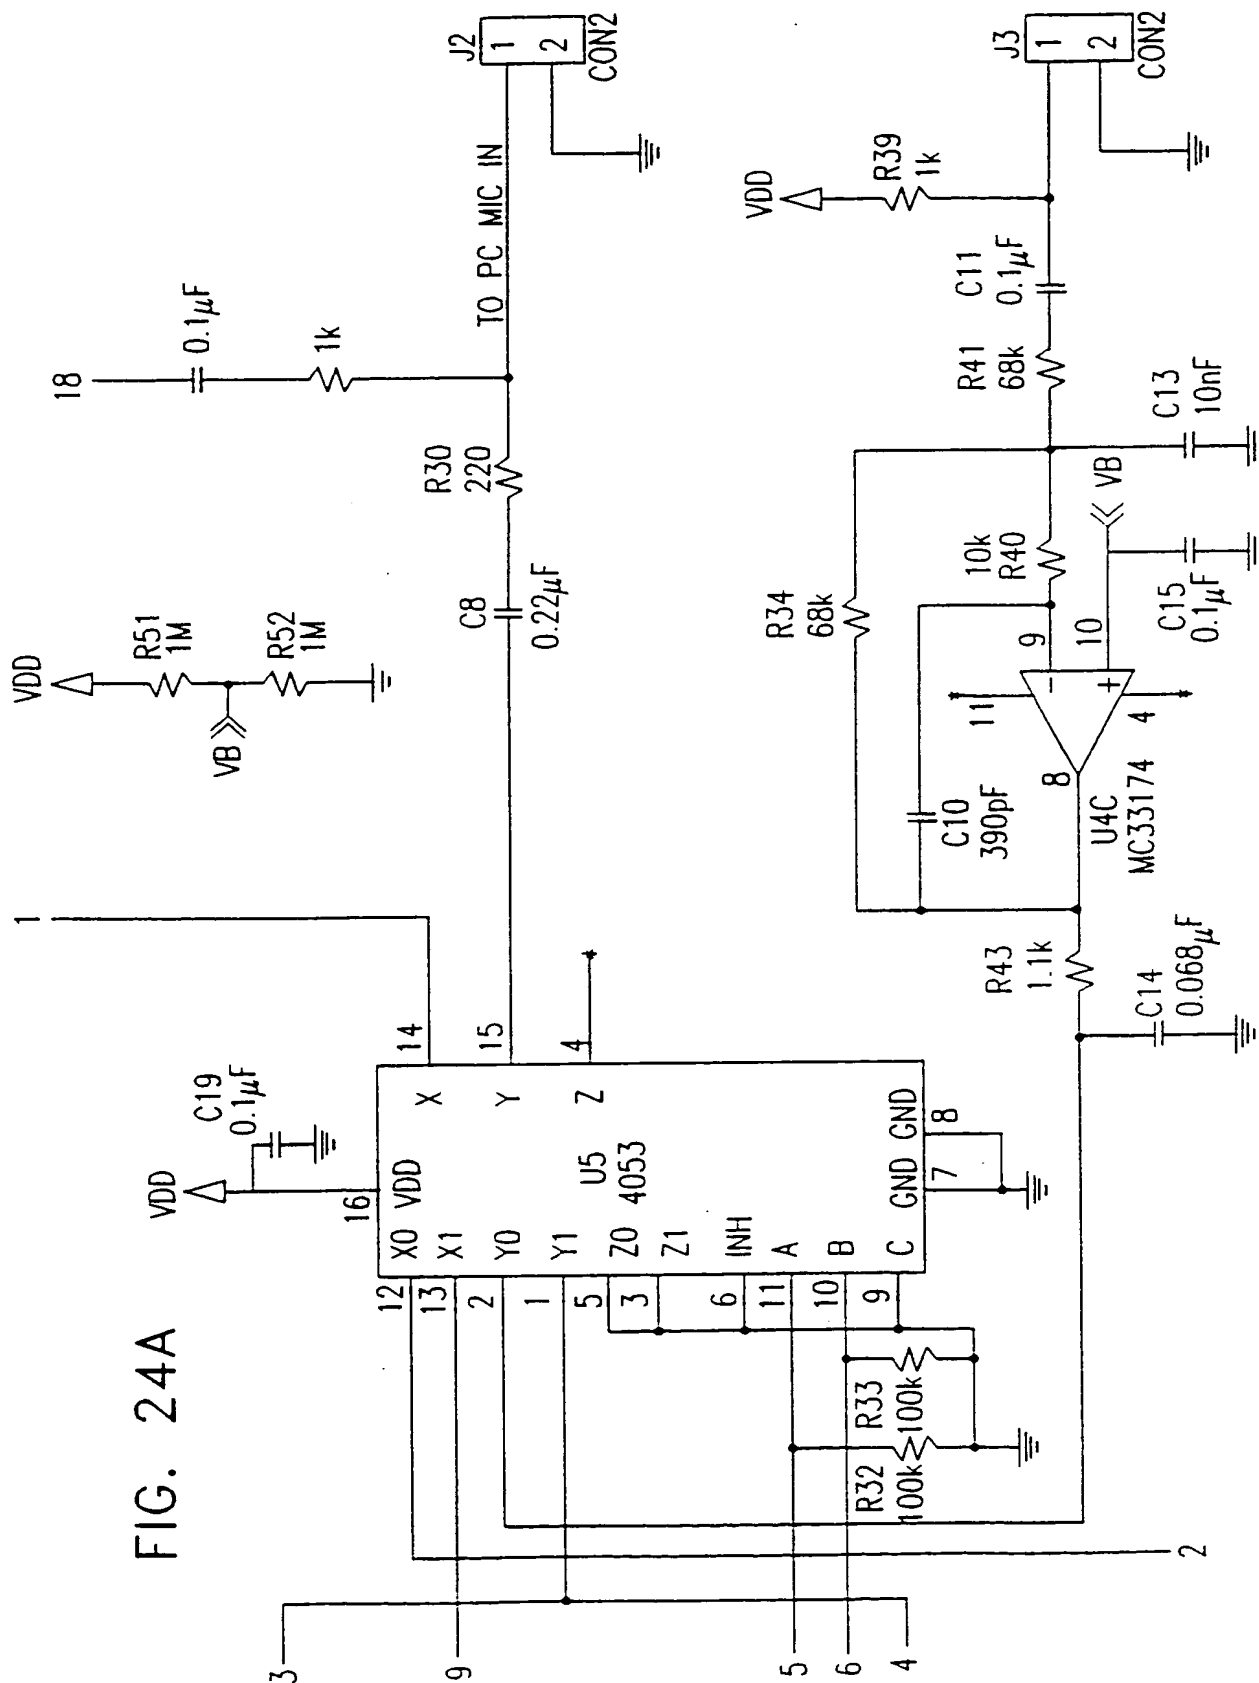 FIG. 24A
3
9
5
6
4
2
1
18
VDD
C19
0.1μF
16
VDD
12
X0
13
X1
2
Y0
1
Y1
5
Z0
3
Z1
6
INH
11
A
10
B
9
C
14
X
15
Y
4
Z
U5
4053
GND
7
GND
8
R32
100k
R33
100k
VDD
R51
1M
R52
1M
VB
C8
0.22μF
R30
220
0.1μF
1k
TO PC MIC IN
J2
1
2
CON2
VDD
R39
1k
J3
1
2
CON2
C11
0.1μF
R41
68k
C13
10nF
R34
68k
10k
R40
VB
C15
0.1μF
9
10
-
+
11
4
8
C10
390pF
U4C
MC33174
R43
1.1k
C14
0.068μF